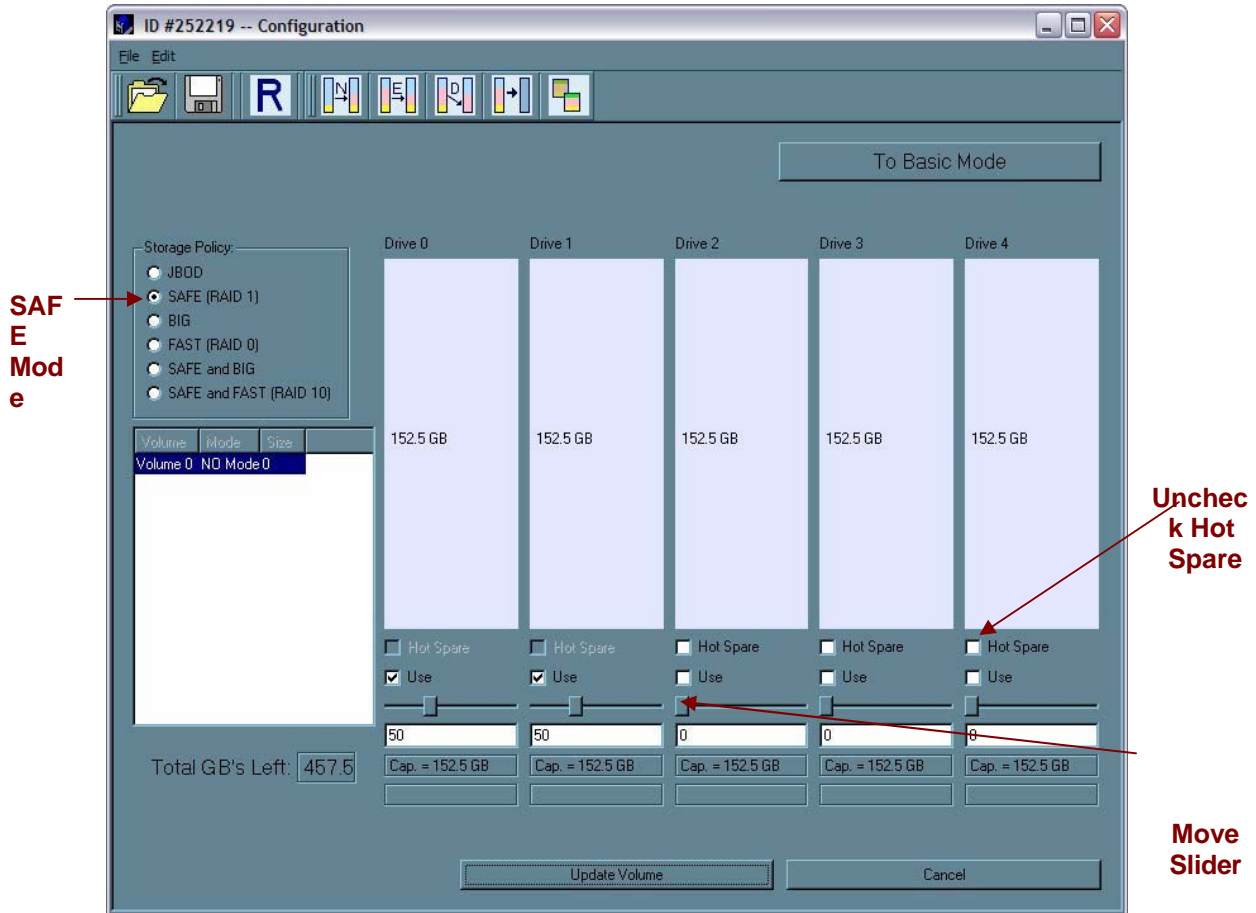 ID #252219 -- Configuration
File Edit
R N E D
To Basic Mode
Storage Policy:
JBOD
SAFE (RAID 1)
BIG
FAST (RAID 0)
SAFE and BIG
SAFE and FAST (RAID 10)
SAF
E
Mod
e
Volume Mode Size
Volume 0 NO Mode 0
Total GB's Left: 457.5
Drive 0 Drive 1 Drive 2 Drive 3 Drive 4
152.5 GB 152.5 GB 152.5 GB 152.5 GB 152.5 GB
Hot Spare Hot Spare Hot Spare Hot Spare Hot Spare
Use Use Use Use Use
50 50 0 0 0
Cap. = 152.5 GB Cap. = 152.5 GB Cap. = 152.5 GB Cap. = 152.5 GB Cap. = 152.5 GB
Unchec
k Hot
Spare
Move
Slider
Update Volume Cancel